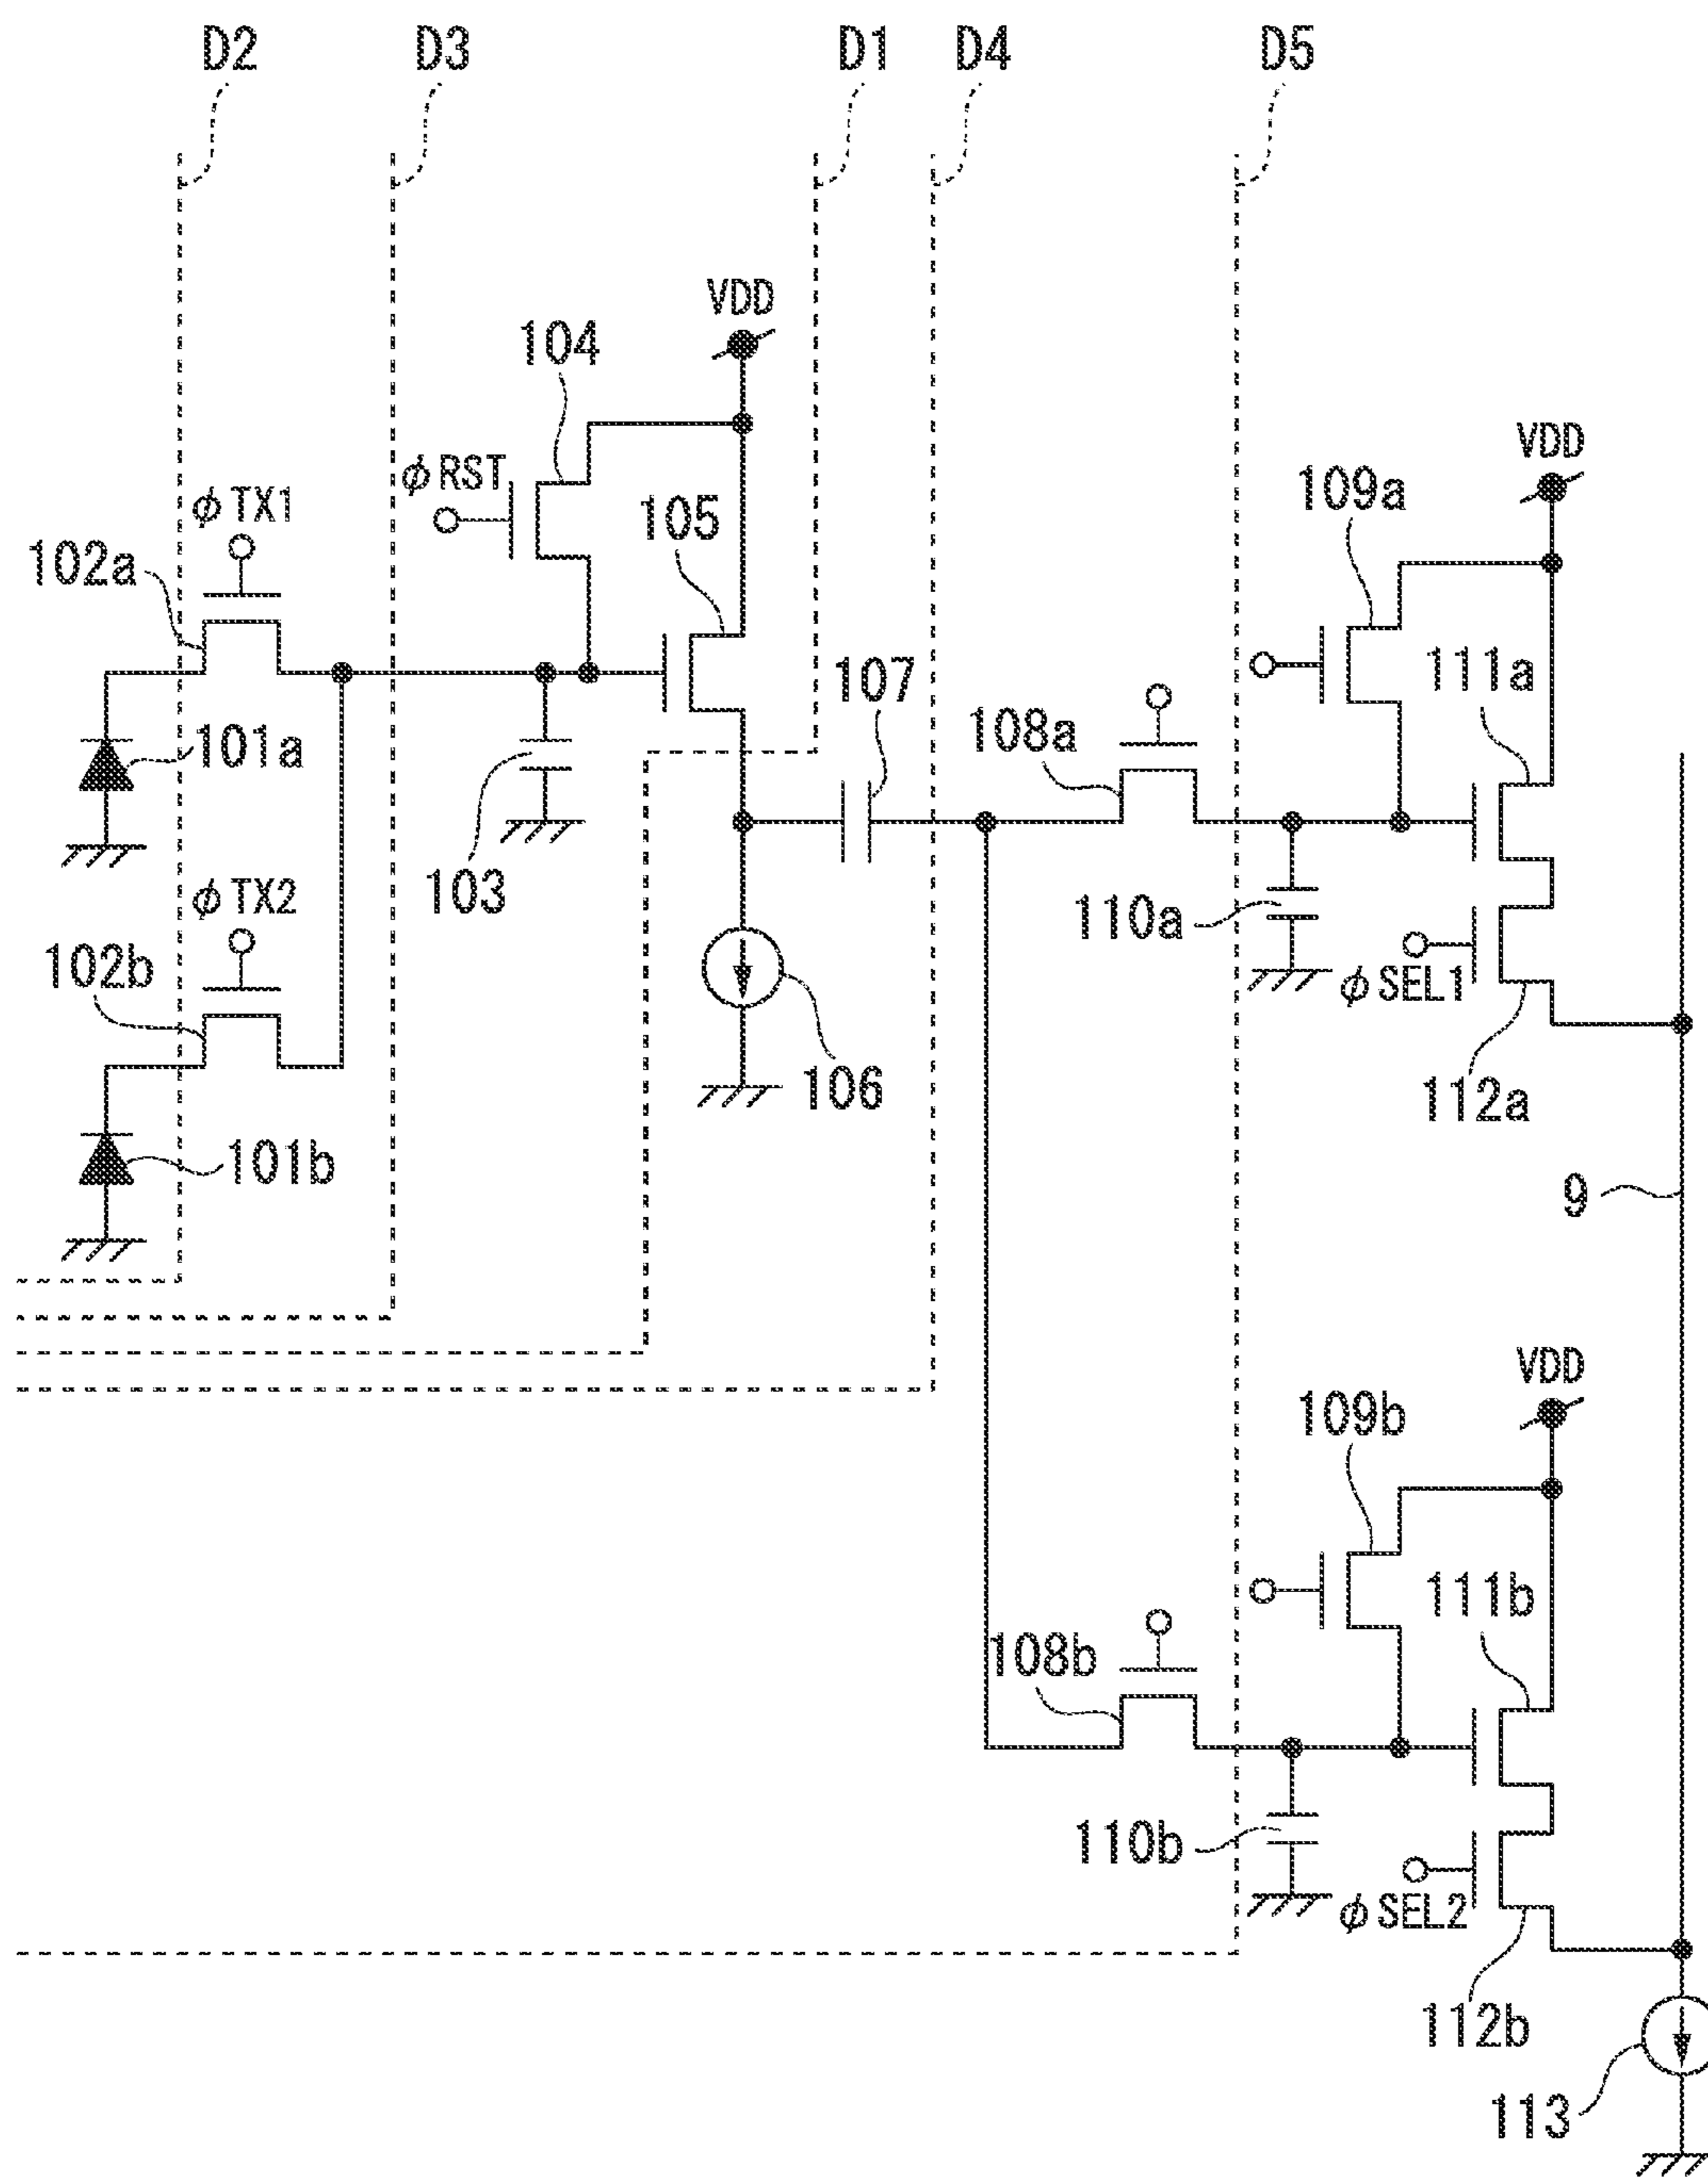 D2 D3 D1 D4 D5
VDD
104
φRST
VDD
109a
φTX1
105
102a
107
111a
108a
101a
103
φTX2
110a
102b
φSEL1
106
112a
101b
9
VDD
109b
111b
108b
110b
φSEL2
112b
113